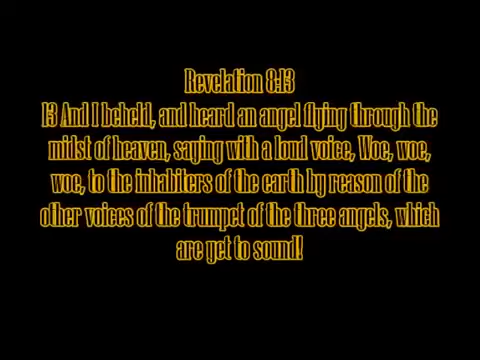 Revelation 8:13
13 And I beheld, and heard an angel flying through the
midst of heaven, saying with a loud voice, Woe, woe,
woe, to the inhabiters of the earth by reason of the
other voices of the trumpet of the three angels, which
are yet to sound!